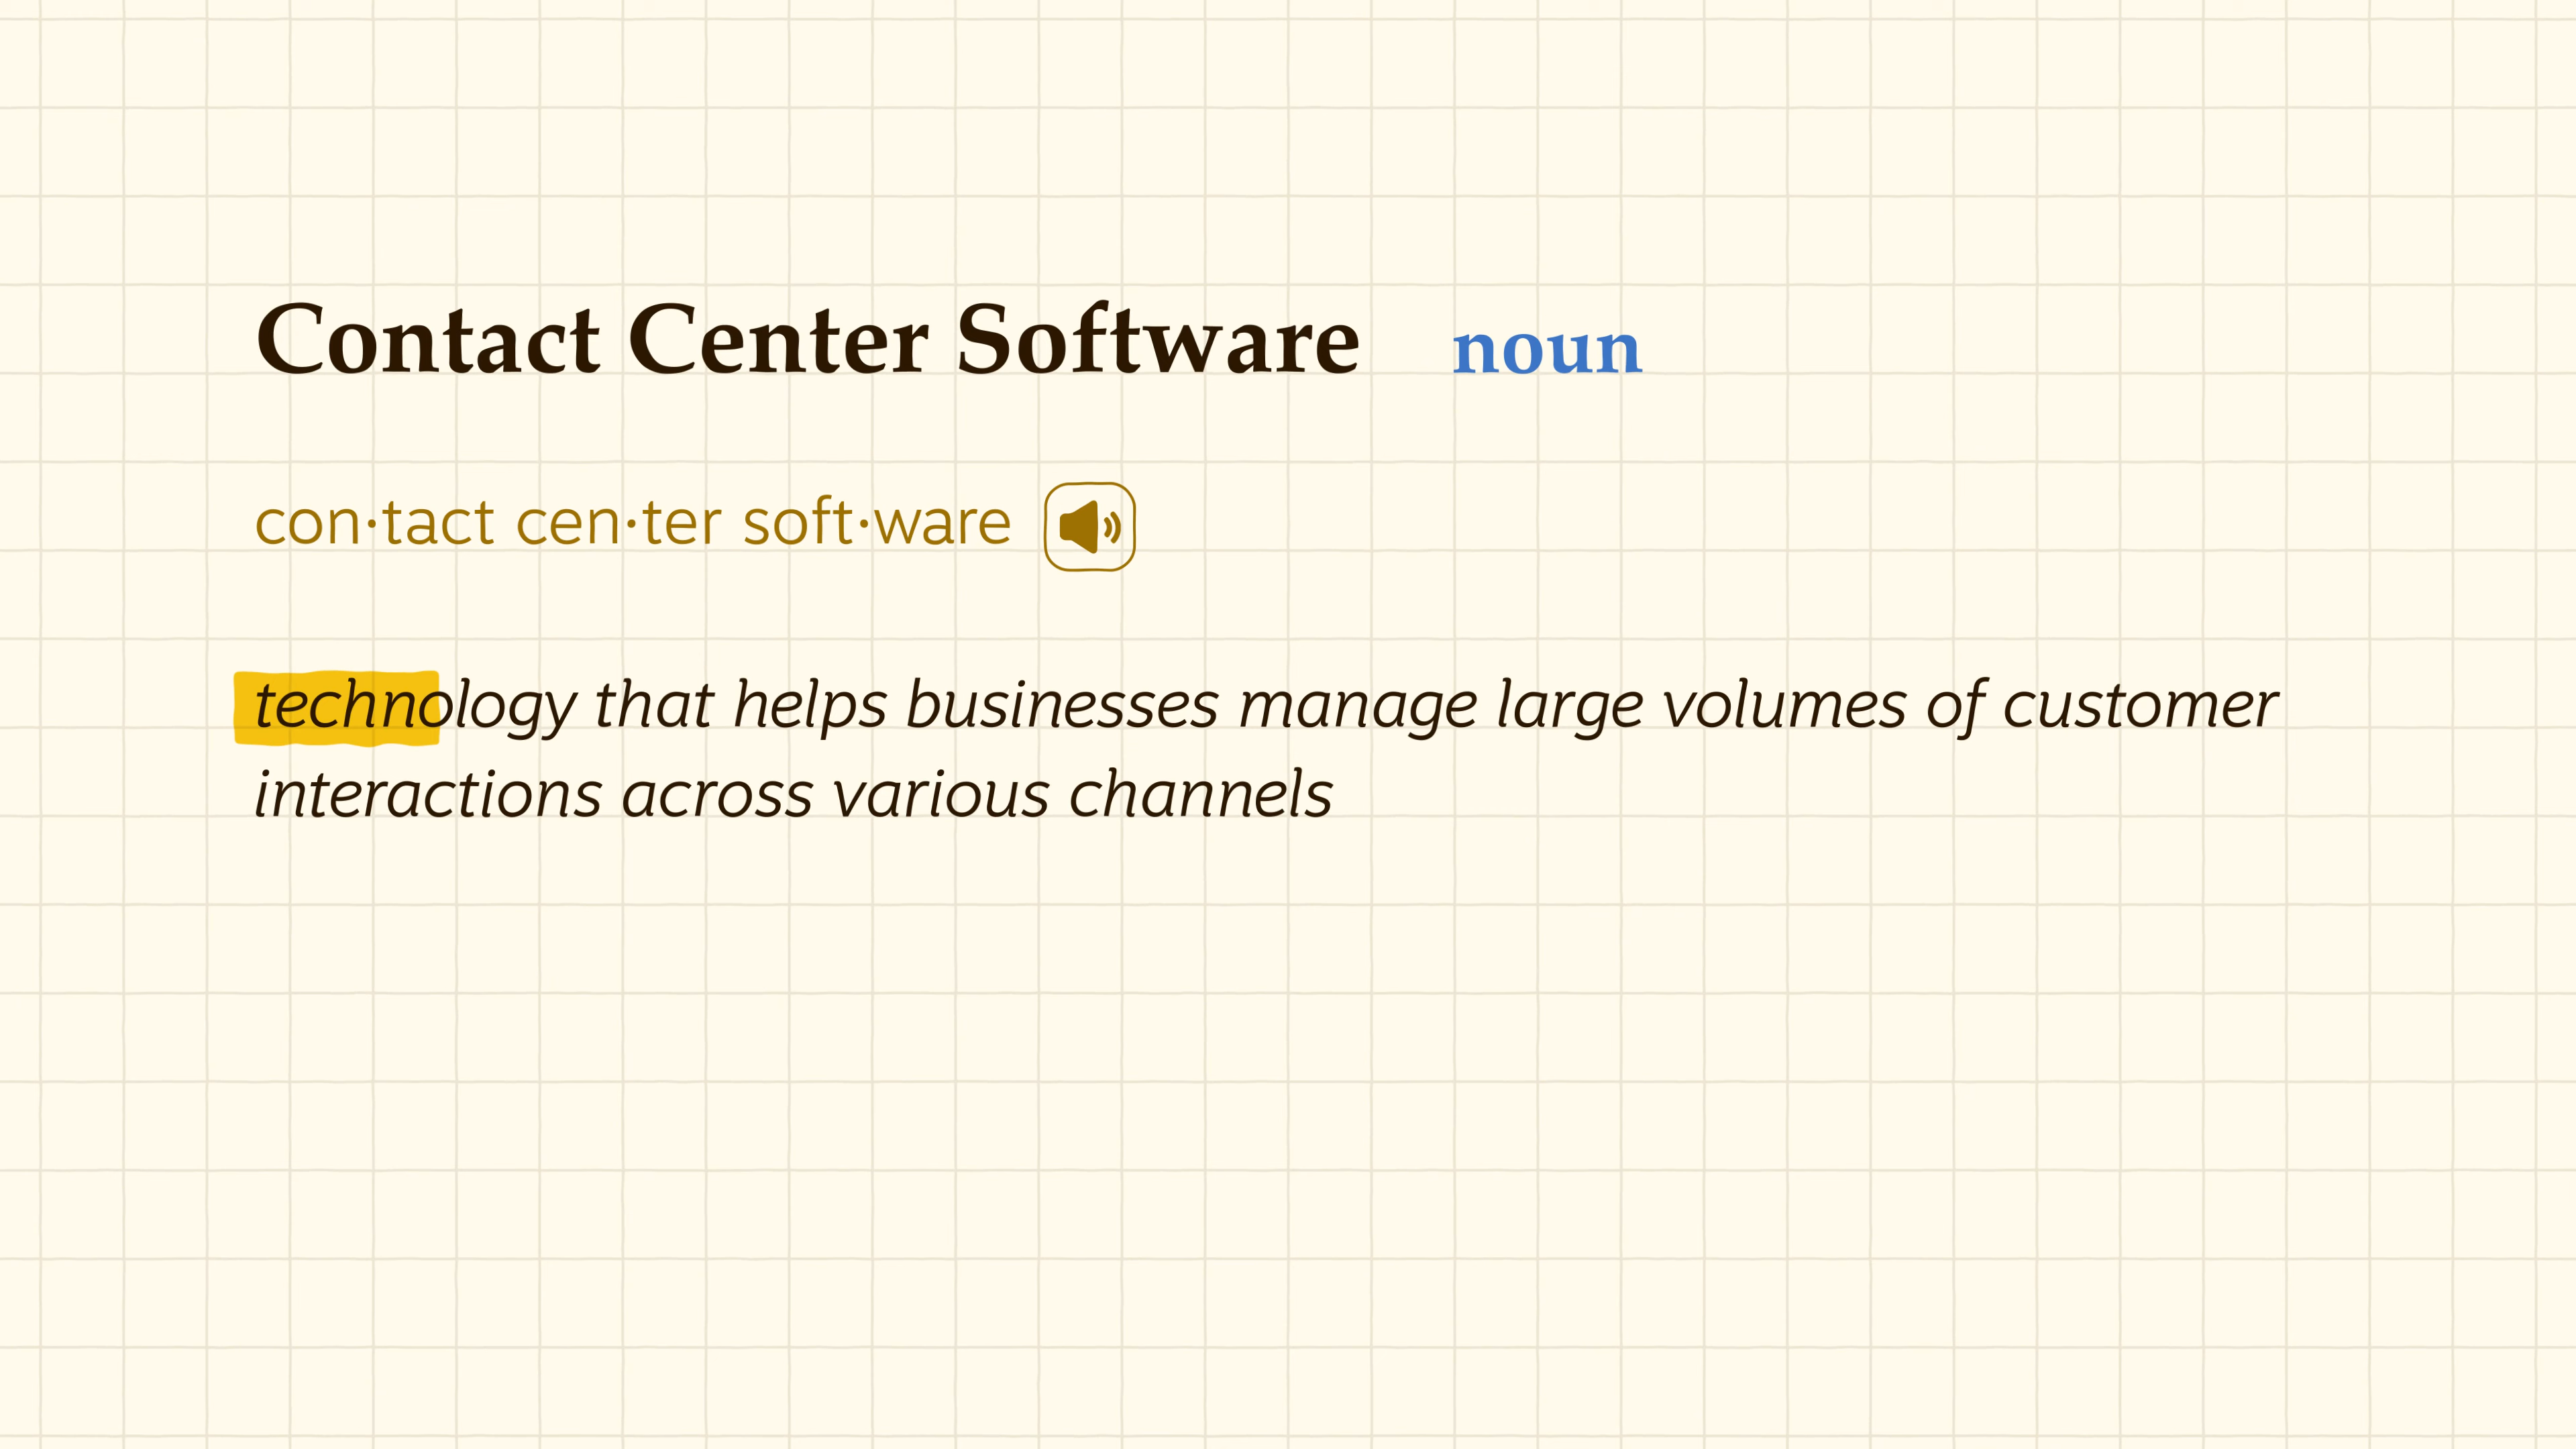 Contact Center Software noun
con·tact cen·ter soft·ware
technology that helps businesses manage large volumes of customer
interactions across various channels